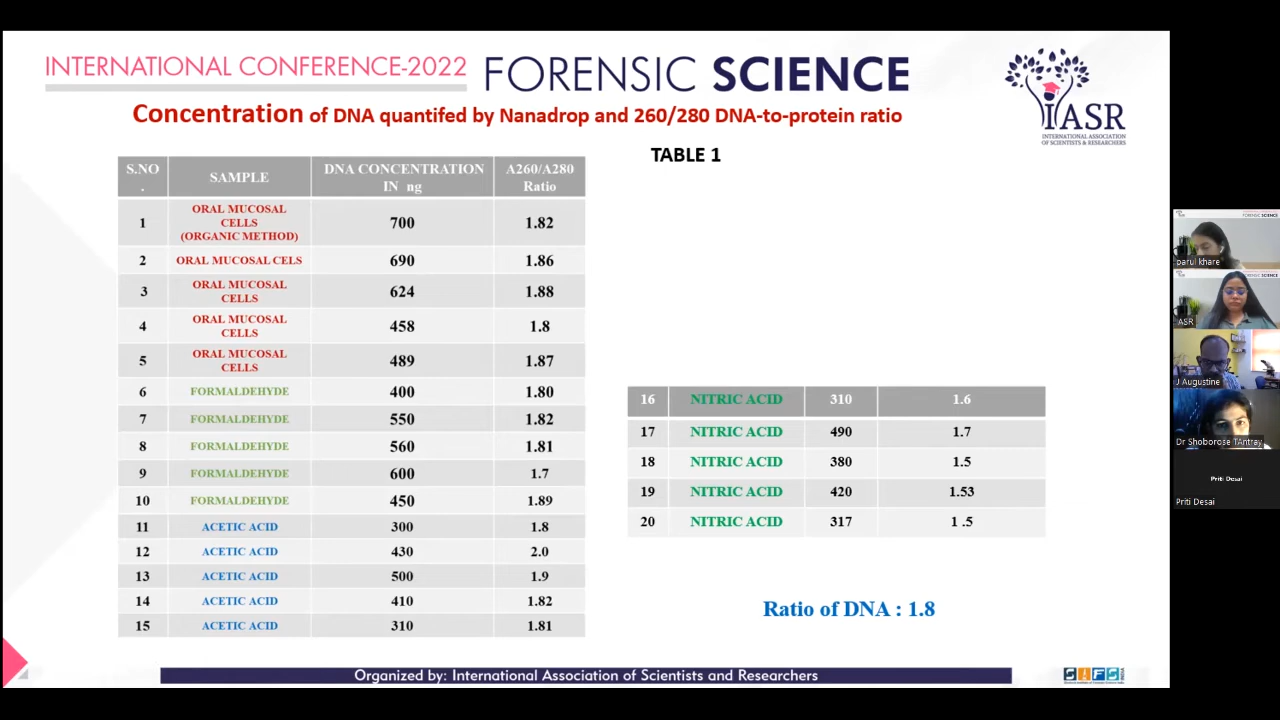 INTERNATIONAL CONFERENCE-2022 FORENSIC SCIENCE
IASR
INTERNATIONAL ASSOCIATION
OF SCIENTISTS & RESEARCHERS
Concentration of DNA quantifed by Nanadrop and 260/280 DNA-to-protein ratio
TABLE 1
S.NO. SAMPLE DNA CONCENTRATION IN ng A260/A280 Ratio
1 ORAL MUCOSAL CELLS (ORGANIC METHOD) 700 1.82
2 ORAL MUCOSAL CELS 690 1.86
3 ORAL MUCOSAL CELLS 624 1.88
4 ORAL MUCOSAL CELLS 458 1.8
5 ORAL MUCOSAL CELLS 489 1.87
6 FORMALDEHYDE 400 1.80
7 FORMALDEHYDE 550 1.82
8 FORMALDEHYDE 560 1.81
9 FORMALDEHYDE 600 1.7
10 FORMALDEHYDE 450 1.89
11 ACETIC ACID 300 1.8
12 ACETIC ACID 430 2.0
13 ACETIC ACID 500 1.9
14 ACETIC ACID 410 1.82
15 ACETIC ACID 310 1.81
16 NITRIC ACID 310 1.6
17 NITRIC ACID 490 1.7
18 NITRIC ACID 380 1.5
19 NITRIC ACID 420 1.53
20 NITRIC ACID 317 1 .5
Ratio of DNA : 1.8
Organized by: International Association of Scientists and Researchers
SIFS
parul khare
ASR
J Augustine
Dr Shoborose TAntray
Priti Desai
Priti Desai